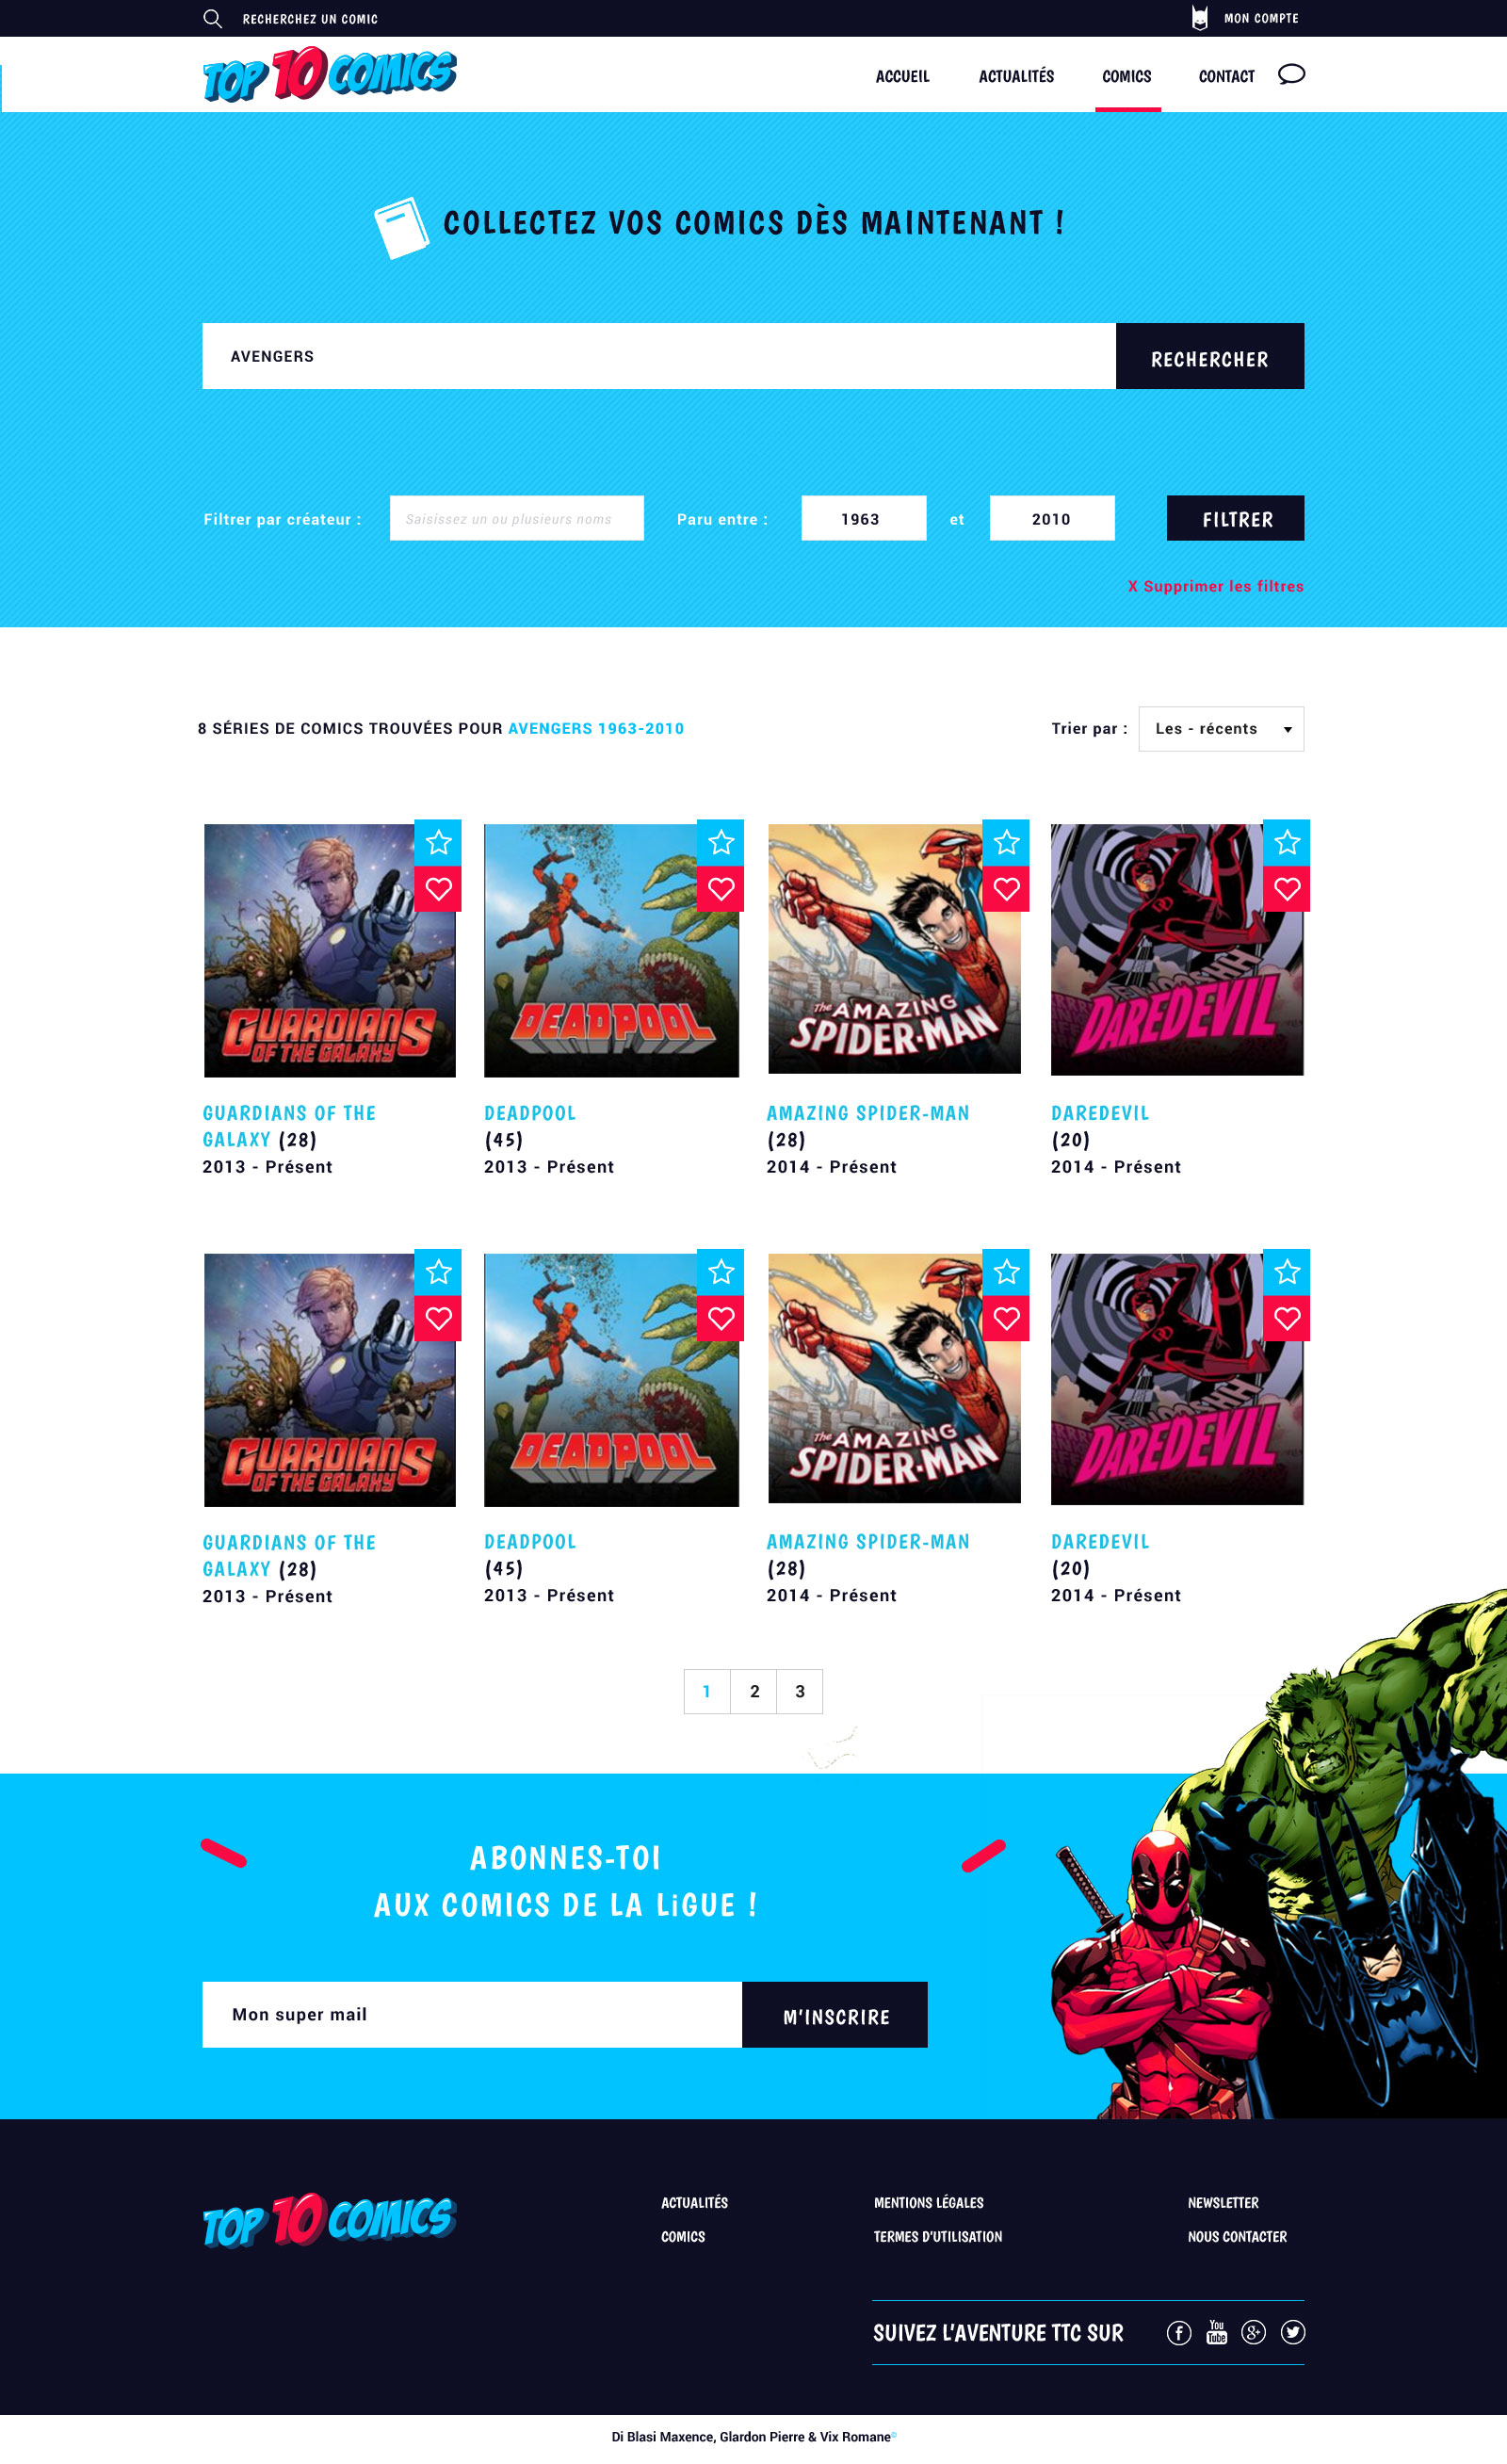 RECHERCHEZ UN COMIC
MON COMPTE
TOP 10 COMICS
ACCUEIL
ACTUALITÉS
COMICS
CONTACT
COLLECTEZ VOS COMICS DÈS MAINTENANT !
AVENGERS
RECHERCHER
Filtrer par créateur :
Saisissez un ou plusieurs noms
Paru entre :
1963
et
2010
FILTRER
X Supprimer les filtres
8 SÉRIES DE COMICS TROUVÉES POUR AVENGERS 1963-2010
Trier par :
Les - récents
GUARDIANS
OF THE GALAXY
DEADPOOL
The AMAZING
SPIDER-MAN
DAREDEVIL
GUARDIANS OF THE
GALAXY (28)
2013 - Présent
DEADPOOL
(45)
2013 - Présent
AMAZING SPIDER-MAN
(28)
2014 - Présent
DAREDEVIL
(20)
2014 - Présent
GUARDIANS
OF THE GALAXY
DEADPOOL
The AMAZING
SPIDER-MAN
DAREDEVIL
GUARDIANS OF THE
GALAXY (28)
2013 - Présent
DEADPOOL
(45)
2013 - Présent
AMAZING SPIDER-MAN
(28)
2014 - Présent
DAREDEVIL
(20)
2014 - Présent
1
2
3
ABONNES-TOI
AUX COMICS DE LA LiGUE !
Mon super mail
M'INSCRIRE
TOP 10 COMICS
ACTUALITÉS
COMICS
MENTIONS LÉGALES
TERMES D'UTILISATION
NEWSLETTER
NOUS CONTACTER
SUIVEZ L'AVENTURE TTC SUR
You
Tube
Di Blasi Maxence, Glardon Pierre & Vix Romane®